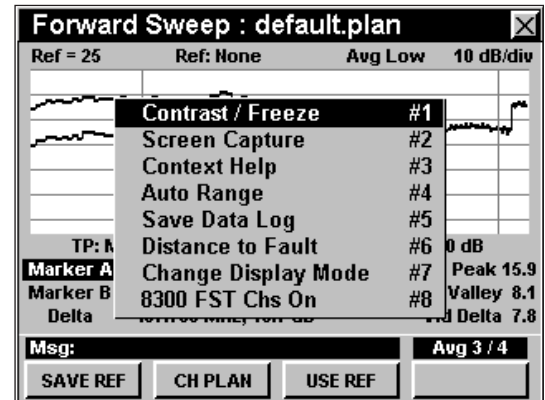 Forward Sweep : default.plan
Ref = 25 Ref: None Avg Low 10 dB/div
Contrast / Freeze #1
Screen Capture #2
Context Help #3
Auto Range #4
Save Data Log #5
Distance to Fault #6
Change Display Mode #7
8300 FST Chs On #8
TP: 0 dB
Marker A Peak 15.9
Marker B Valley 8.1
Delta Delta 7.8
Msg: Avg 3 / 4
SAVE REF CH PLAN USE REF